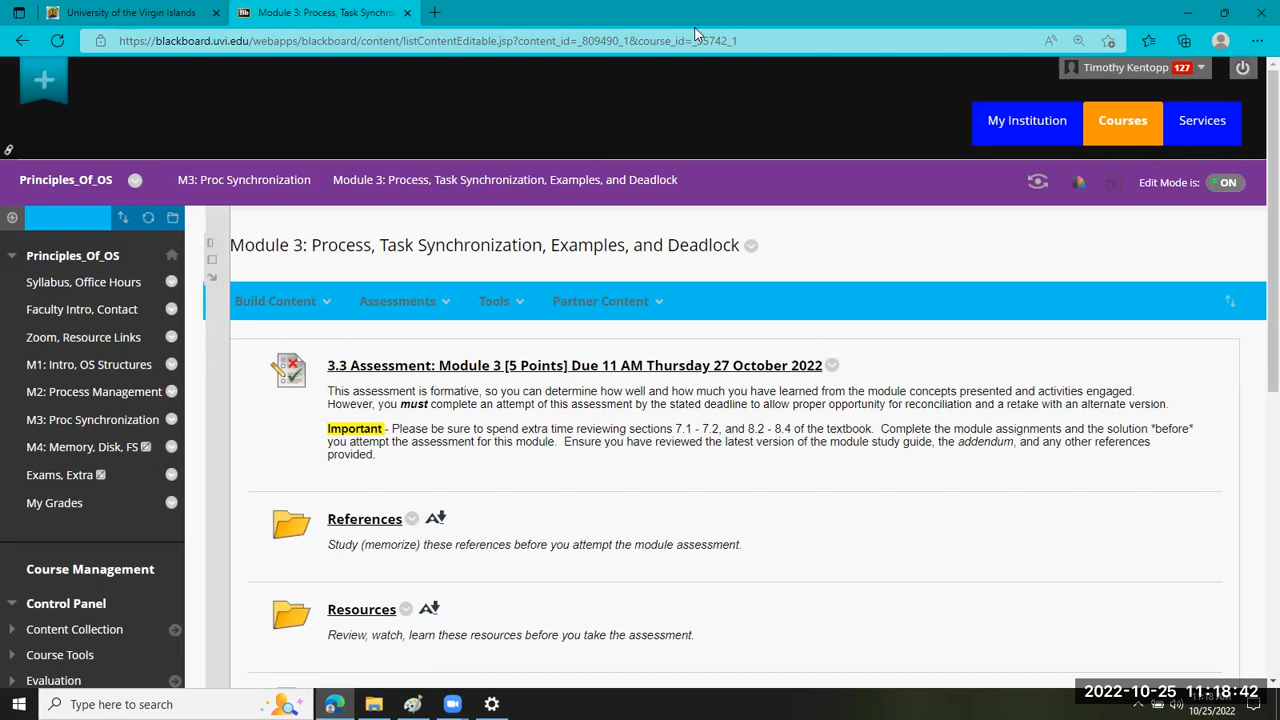 University of the Virgin Islands
Module 3: Process, Task Synchro
https://blackboard.uvi.edu/webapps/blackboard/content/listContentEditable.jsp?content_id=_809490_1&course_id=_ 5742_1
Timothy Kentopp 127
My Institution Courses Services
Principles_Of_OS M3: Proc Synchronization Module 3: Process, Task Synchronization, Examples, and Deadlock Edit Mode is: ON
Module 3: Process, Task Synchronization, Examples, and Deadlock
Build Content Assessments Tools Partner Content
Principles_Of_OS
Syllabus, Office Hours
Faculty Intro, Contact
Zoom, Resource Links
M1: Intro, OS Structures
M2: Process Management
M3: Proc Synchronization
M4: Memory, Disk, FS
Exams, Extra
My Grades
Course Management
Control Panel
Content Collection
Course Tools
Evaluation
3.3 Assessment: Module 3 [5 Points] Due 11 AM Thursday 27 October 2022
This assessment is formative, so you can determine how well and how much you have learned from the module concepts presented and activities engaged.
However, you must complete an attempt of this assessment by the stated deadline to allow proper opportunity for reconciliation and a retake with an alternate version.
Important - Please be sure to spend extra time reviewing sections 7.1 - 7.2, and 8.2 - 8.4 of the textbook. Complete the module assignments and the solution *before*
you attempt the assessment for this module. Ensure you have reviewed the latest version of the module study guide, the addendum, and any other references
provided.
References
Study (memorize) these references before you attempt the module assessment.
Resources
Review, watch, learn these resources before you take the assessment.
Type here to search
2022-10-25 11:18:42
10/25/2022